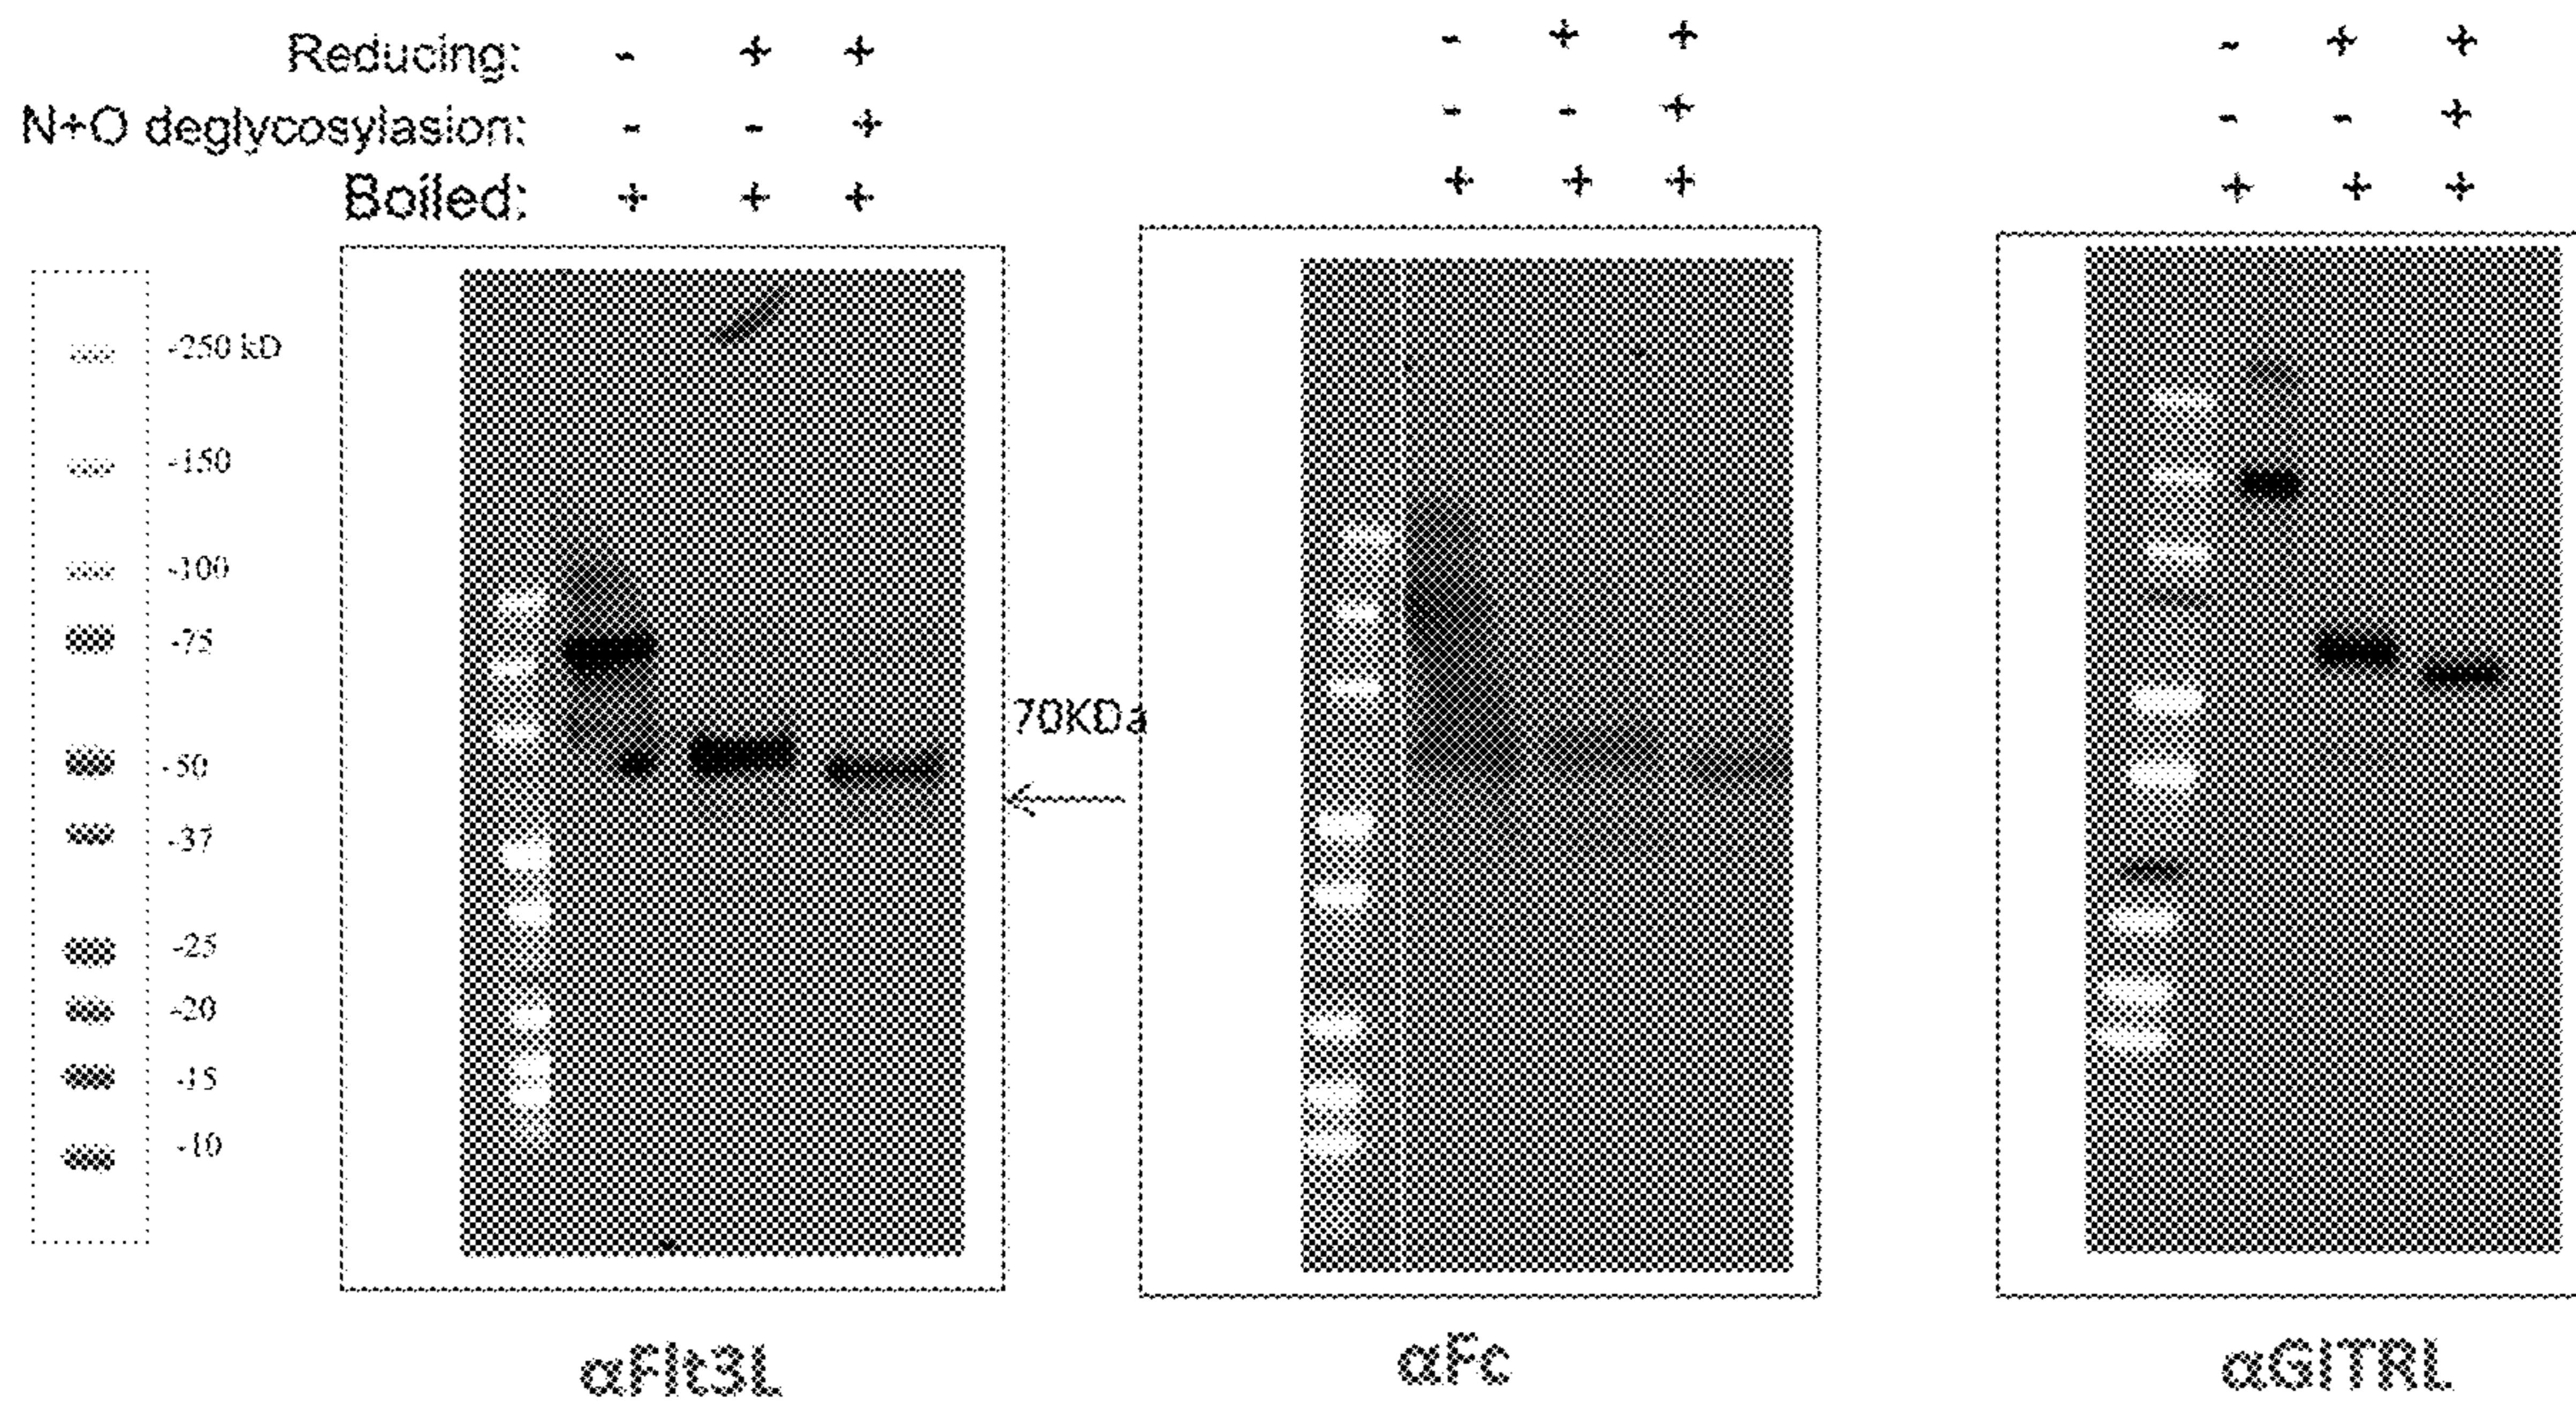 Reducing: - + + - + + - + +
N+O deglycosylasion: - - + - - + - - +
Boiled: + + + + + + + + +
-250 kD
-150
-100
-75
70KDa
-50
-37
-25
-20
-15
-10
αFlt3L αFc αGITRL